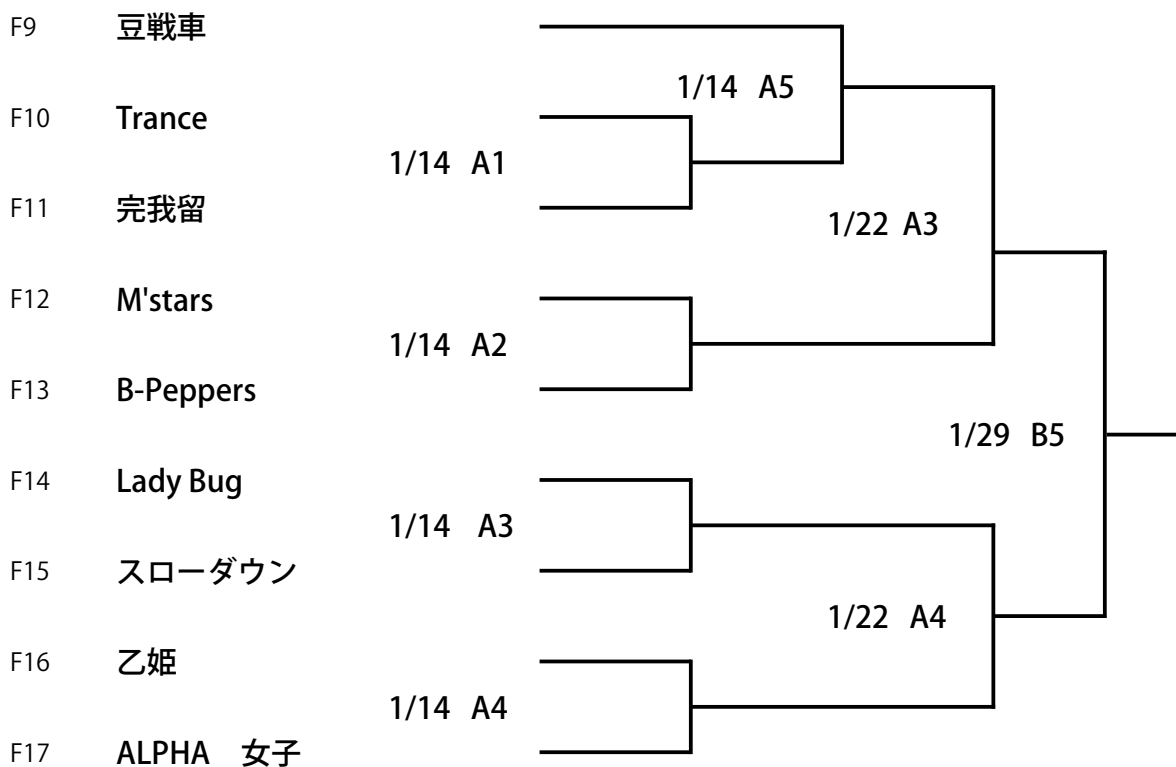 F9 豆戦車
1/14 A5
F10 Trance
1/14 A1
F11 完我留
1/22 A3
F12 M'stars
1/14 A2
F13 B-Peppers
1/29 B5
F14 Lady Bug
1/14 A3
F15 スローダウン
1/22 A4
F16 乙姫
1/14 A4
F17 ALPHA 女子